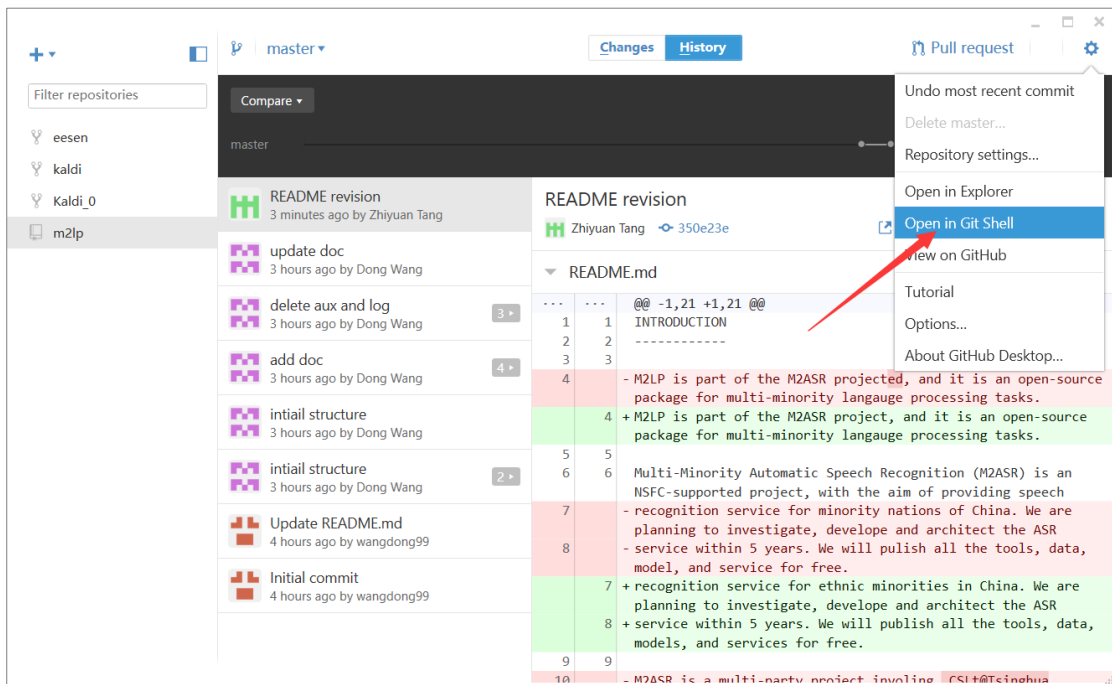 master
Changes
History
Pull request
Filter repositories
eesen
kaldi
Kaldi_0
m2lp
Compare
master
Undo most recent commit
Delete master...
Repository settings...
Open in Explorer
Open in Git Shell
View on GitHub
Tutorial
Options...
About GitHub Desktop...
README revision
3 minutes ago by Zhiyuan Tang
update doc
3 hours ago by Dong Wang
delete aux and log
3 hours ago by Dong Wang
3
add doc
3 hours ago by Dong Wang
4
intiail structure
3 hours ago by Dong Wang
intiail structure
3 hours ago by Dong Wang
2
Update README.md
4 hours ago by wangdong99
Initial commit
4 hours ago by wangdong99
README revision
Zhiyuan Tang 350e23e
README.md
... ... @@ -1,21 +1,21 @@
1 1 INTRODUCTION
2 2 ------------
3 3
4 - M2LP is part of the M2ASR projected, and it is an open-source
package for multi-minority langauge processing tasks.
4 + M2LP is part of the M2ASR project, and it is an open-source
package for multi-minority langauge processing tasks.
5 5
6 6 Multi-Minority Automatic Speech Recognition (M2ASR) is an
NSFC-supported project, with the aim of providing speech
7 - recognition service for minority nations of China. We are
planning to investigate, develope and architect the ASR
8 - service within 5 years. We will pulish all the tools, data,
model, and service for free.
7 + recognition service for ethnic minorities in China. We are
planning to investigate, develope and architect the ASR
8 + service within 5 years. We will publish all the tools, data,
models, and services for free.
9 9
10 - M2ASR is a multi-party project involing CSLt@Tsinghua